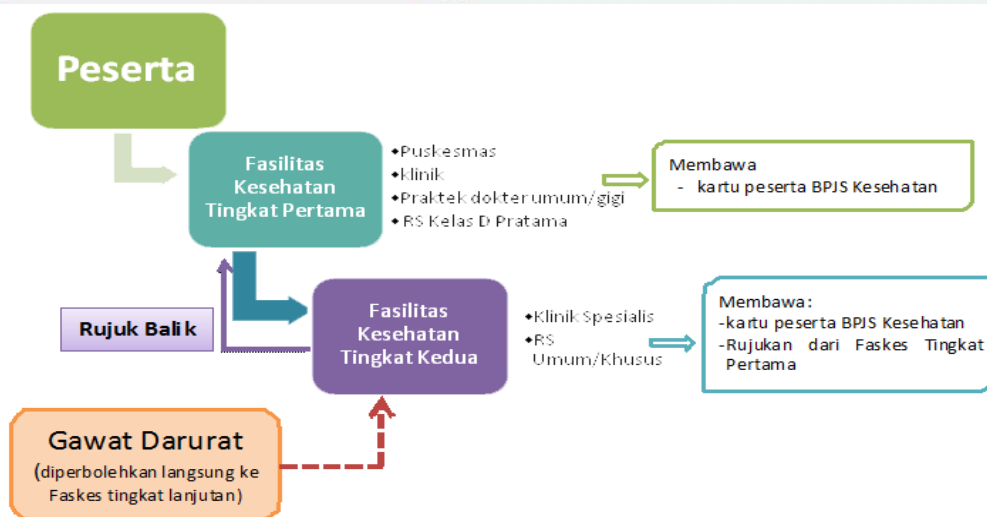 Peserta
Fasilitas
Kesehatan
Tingkat Pertama
◆Puskesmas
◆klinik
◆Praktek dokter umum/gigi
◆ RS Kelas D Pratama
Membawa
- kartu peserta BPJS Kesehatan
Rujuk Balik
Fasilitas
Kesehatan
Tingkat Kedua
◆Klinik Spesialis
◆RS
Umum/Khusus
Membawa:
-kartu peserta BPJS Kesehatan
-Rujukan dari Faskes Tingkat
Pertama
Gawat Darurat
(diperbolehkan langsung ke
Faskes tingkat lanjutan)